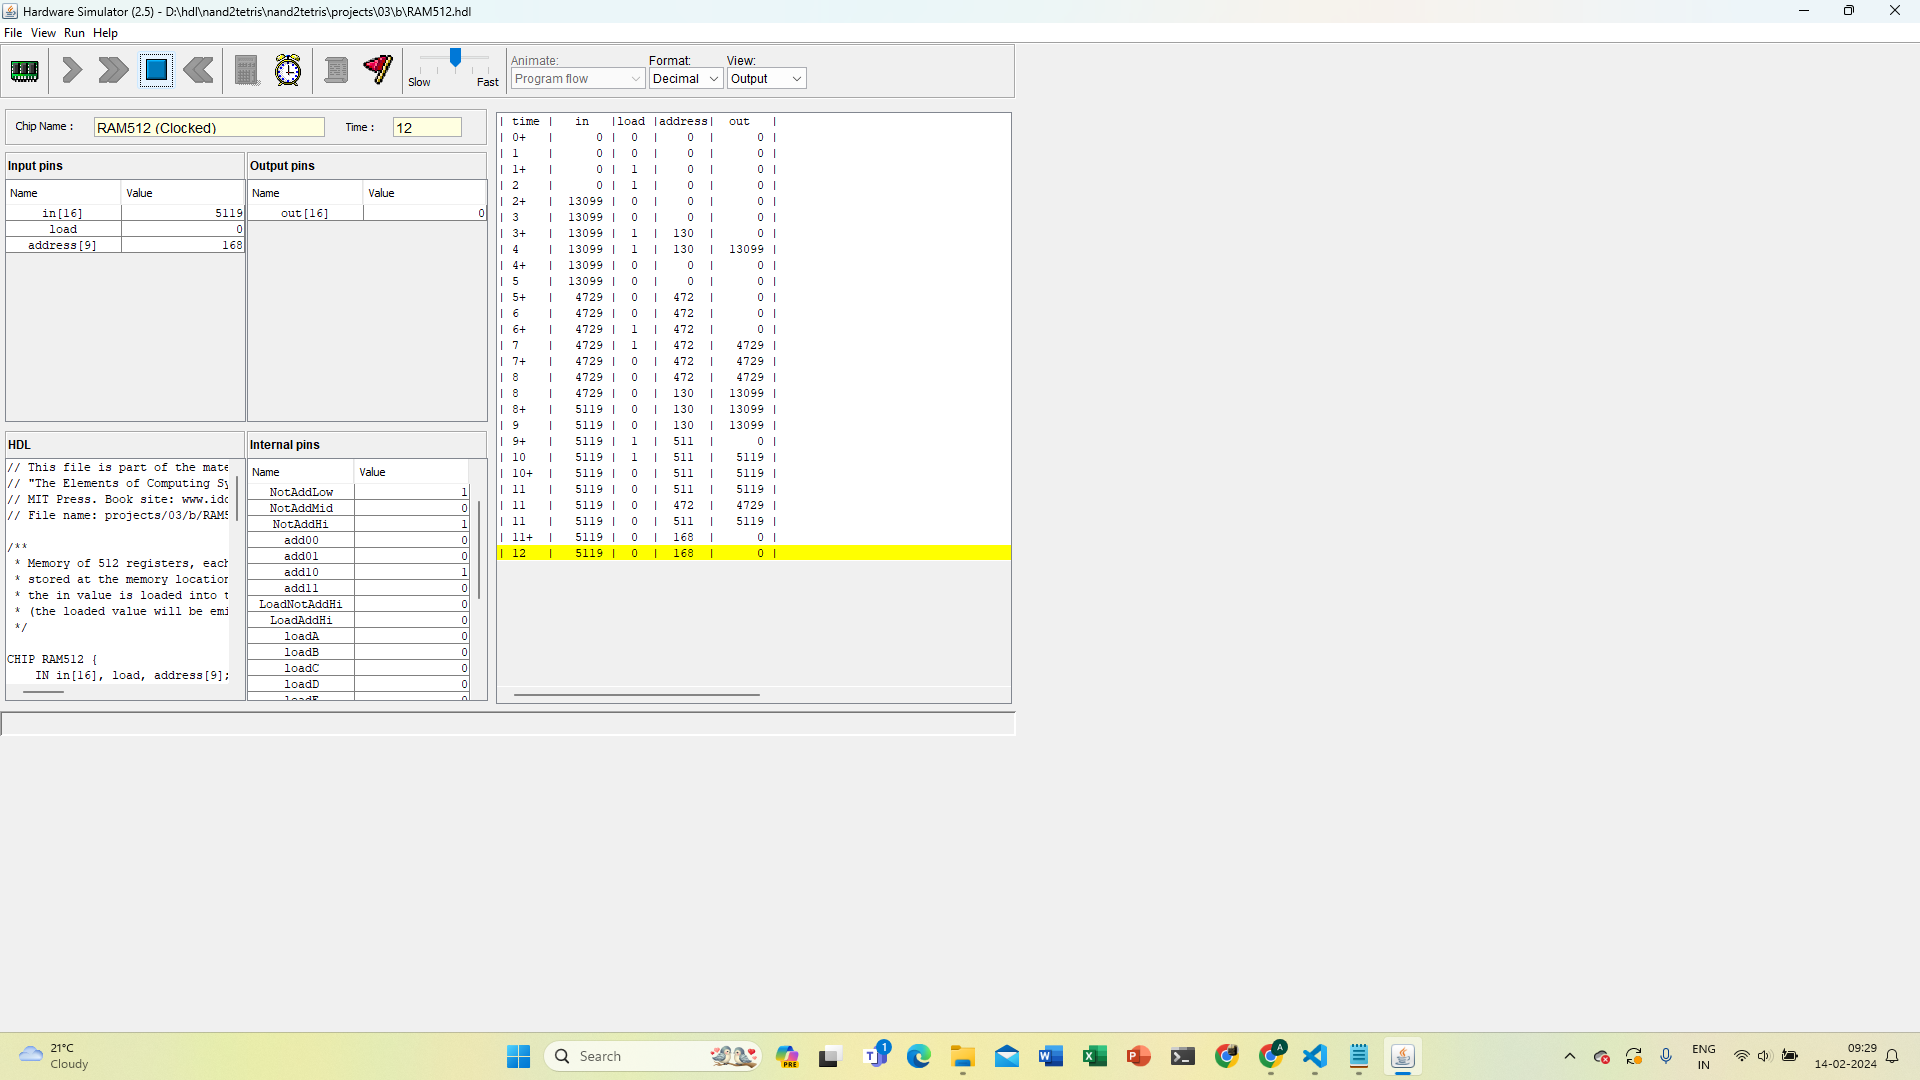 Hardware Simulator (2.5) - D:\hdl\nand2tetris\nand2tetris\projects\03\b\RAM512.hdl
File View Run Help
Slow Fast
Animate: Format: View:
Program flow Decimal Output
Chip Name : RAM512 (Clocked) Time : 12
Input pins
Name Value
in[16] 5119
load 0
address[9] 168
Output pins
Name Value
out[16] 0
HDL
// This file is part of the mate
// "The Elements of Computing Sy
// MIT Press. Book site: www.idc
// File name: projects/03/b/RAM5
/**
* Memory of 512 registers, each
* stored at the memory location
* the in value is loaded into t
* (the loaded value will be emi
*/
CHIP RAM512 {
IN in[16], load, address[9];
Internal pins
Name Value
NotAddLow 1
NotAddMid 0
NotAddHi 1
add00 0
add01 0
add10 1
add11 0
LoadNotAddHi 0
LoadAddHi 0
loadA 0
loadB 0
loadC 0
loadD 0
| time | in |load |address| out |
| 0+ | 0 | 0 | 0 | 0 |
| 1 | 0 | 0 | 0 | 0 |
| 1+ | 0 | 1 | 0 | 0 |
| 2 | 0 | 1 | 0 | 0 |
| 2+ | 13099 | 0 | 0 | 0 |
| 3 | 13099 | 0 | 0 | 0 |
| 3+ | 13099 | 1 | 130 | 0 |
| 4 | 13099 | 1 | 130 | 13099 |
| 4+ | 13099 | 0 | 0 | 0 |
| 5 | 13099 | 0 | 0 | 0 |
| 5+ | 4729 | 0 | 472 | 0 |
| 6 | 4729 | 0 | 472 | 0 |
| 6+ | 4729 | 1 | 472 | 0 |
| 7 | 4729 | 1 | 472 | 4729 |
| 7+ | 4729 | 0 | 472 | 4729 |
| 8 | 4729 | 0 | 472 | 4729 |
| 8 | 4729 | 0 | 130 | 13099 |
| 8+ | 5119 | 0 | 130 | 13099 |
| 9 | 5119 | 0 | 130 | 13099 |
| 9+ | 5119 | 1 | 511 | 0 |
| 10 | 5119 | 1 | 511 | 5119 |
| 10+ | 5119 | 0 | 511 | 5119 |
| 11 | 5119 | 0 | 511 | 5119 |
| 11 | 5119 | 0 | 472 | 4729 |
| 11 | 5119 | 0 | 511 | 5119 |
| 11+ | 5119 | 0 | 168 | 0 |
| 12 | 5119 | 0 | 168 | 0 |
21°C
Cloudy
Search
PRE
1
A
ENG
IN
09:29
14-02-2024